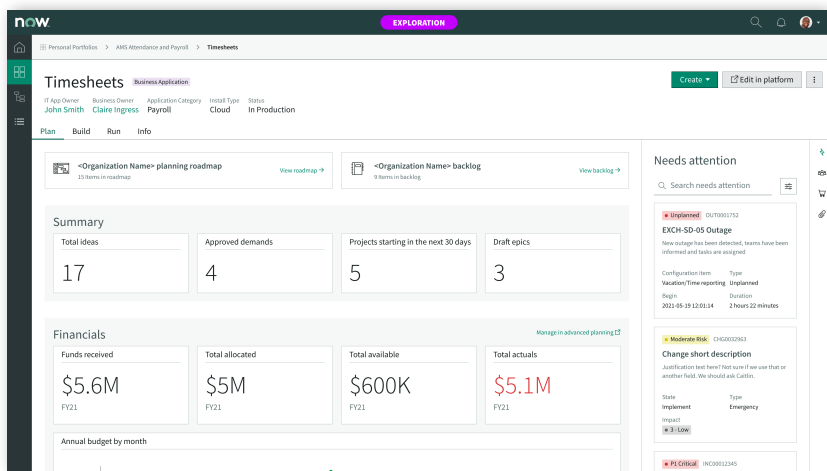 now.
EXPLORATION
Personal Portfolios > AMS Attendance and Payroll > Timesheets
Timesheets Business Application
Create Edit in platform
IT App Owner Business Owner Application Category Install Type Status
John Smith Claire Ingress Payroll Cloud In Production
Plan Build Run Info
<Organization Name> planning roadmap
15 Items in roadmap
View roadmap →
<Organization Name> backlog
9 Items in backlog
View backlog →
Summary
Total ideas
17
Approved demands
4
Projects starting in the next 30 days
5
Draft epics
3
Financials
Manage in advanced planning
Funds received
$5.6M
FY21
Total allocated
$5M
FY21
Total available
$600K
FY21
Total actuals
$5.1M
FY21
Annual budget by month
Needs attention
Search needs attention
Unplanned OUT0001752
EXCH-SD-05 Outage
New outage has been detected, teams have been
informed and tasks are assigned
Configuration item Type
Vacation/Time reporting Unplanned
Begin Duration
2021-05-19 12:01:14 2 hours 22 minutes
Moderate Risk CHG0032963
Change short description
Justification text here? Not sure if we use that or
another field. We should ask Caitlin.
State Type
Implement Emergency
Impact
3 - Low
P1 Critical INC00012345